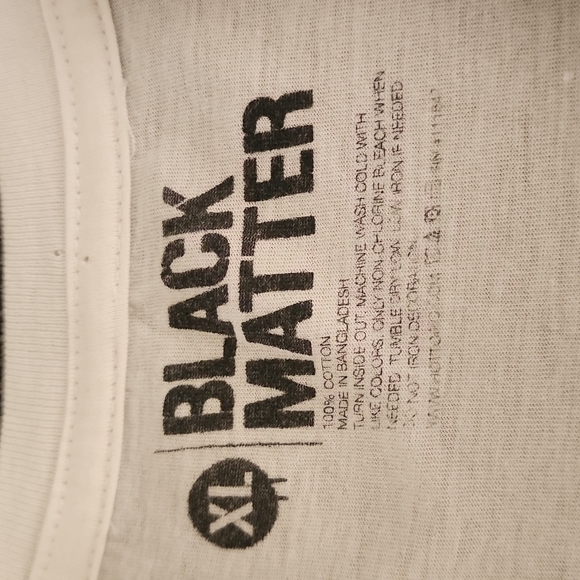 XL
BLACK
MATTER
100% COTTON
MADE IN BANGLADESH
TURN INSIDE OUT. MACHINE WASH COLD WITH
LIKE COLORS. ONLY NON-CHLORINE BLEACH WHEN
NEEDED. TUMBLE DRY LOW. LOW IRON IF NEEDED.
DO NOT IRON DECORATION.